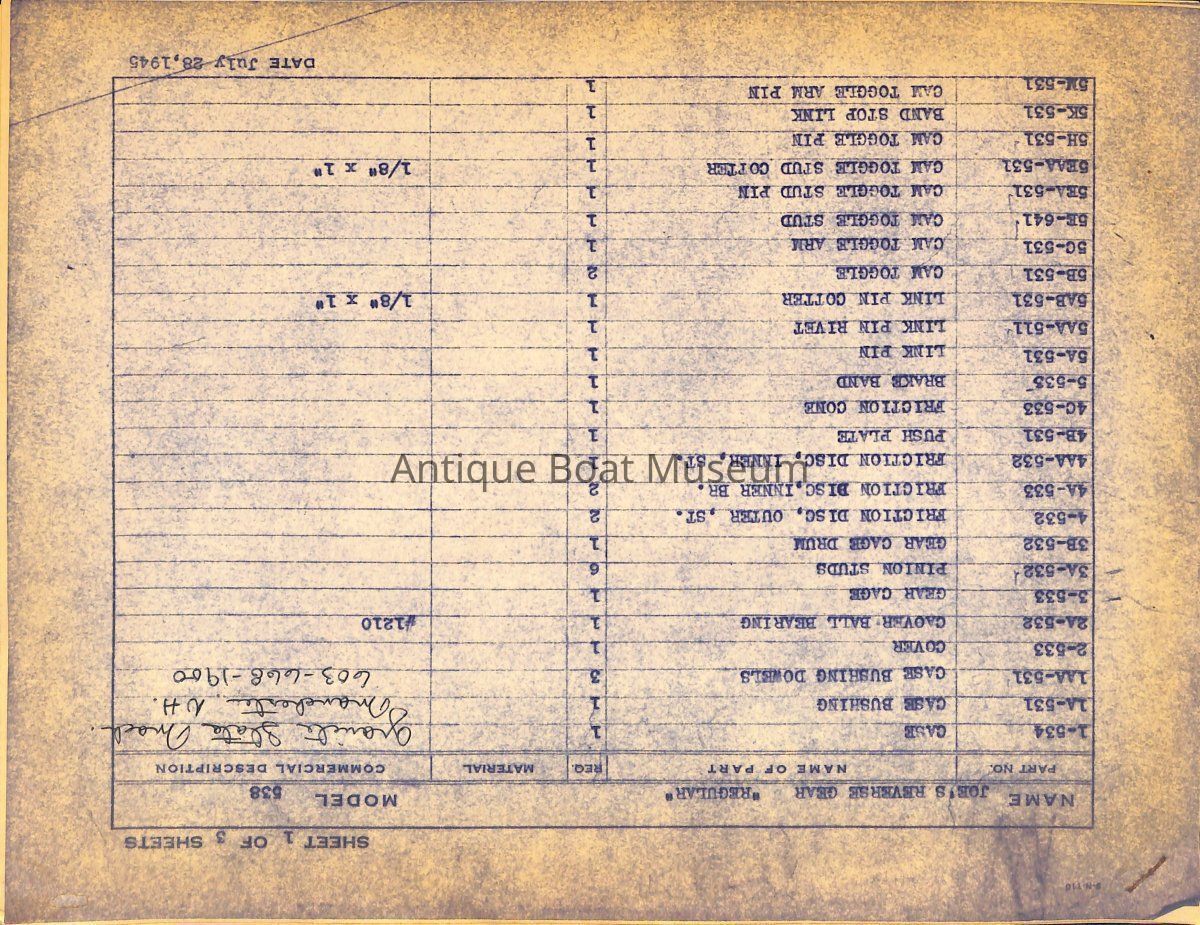 SHEET 1 OF 3 SHEETS
NAME JOE'S REVERSE GEAR "REGULAR" MODEL 538
PART NO. NAME OF PART REQ. MATERIAL COMMERCIAL DESCRIPTION
1-534 CASE 1 Granite State Mack.
1A-531 CASE BUSHING 1 Manchester N.H.
1AA-531 CASE BUSHING DOWELS 3 603-668-1900
2-533 COVER 1
2A-532 CAOVER BALL BEARING 1 #1210
3-533 GEAR CAGE 1
3A-532 PINION STUDS 6
3B-532 GEAR CAGE DRUM 1
4-532 FRICTION DISC, OUTER, ST. 2
4A-533 FRICTION DISC,INNER BR. 2
4AA-532 FRICTION DISC, INNER, ST. 1
4B-531 PUSH PLATE 1
4C-533 FRICTION CONE 1
5-533 BRAKE BAND 1
5A-531 LINK PIN 1
5AA-511 LINK PIN RIVET 1
5AB-531 LINK PIN COTTER 1 1/8" x 1"
5B-531 CAM TOGGLE 2
5C-531 CAM TOGGLE ARM 1
5E-641 CAM TOGGLE STUD 1
5EA-531 CAM TOGGLE STUD PIN 1
5EAA-531 CAM TOGGLE STUD COTTER 1 1/8" x 1"
5H-531 CAM TOGGLE PIN 1
5K-531 BAND STOP LINK 1
5M-531 CAM TOGGLE ARM PIN 1
DATE July 28,1945
Antique Boat Museum